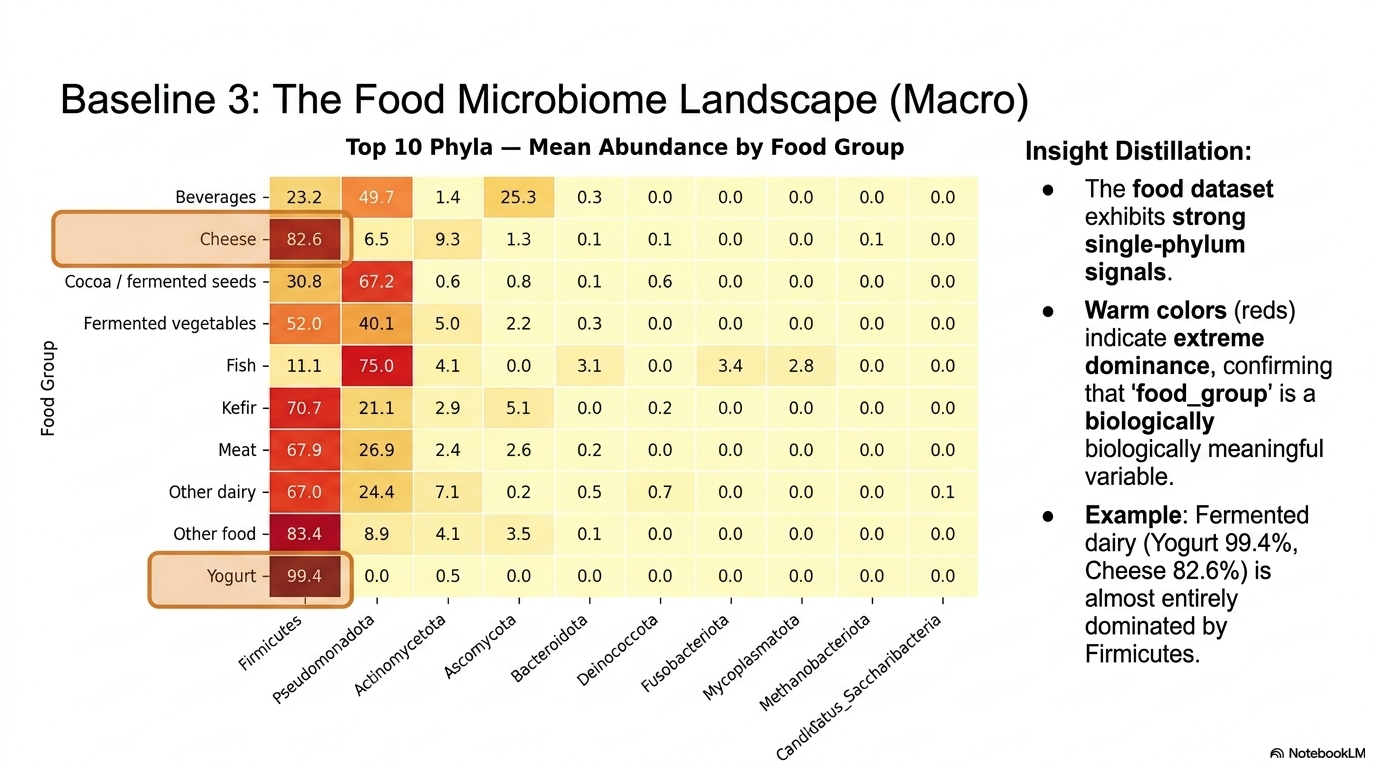 Baseline 3: The Food Microbiome Landscape (Macro)
Top 10 Phyla — Mean Abundance by Food Group
Food Group
Beverages 23.2 49.7 1.4 25.3 0.3 0.0 0.0 0.0 0.0 0.0
Cheese 82.6 6.5 9.3 1.3 0.1 0.1 0.0 0.0 0.1 0.0
Cocoa / fermented seeds 30.8 67.2 0.6 0.8 0.1 0.6 0.0 0.0 0.0 0.0
Fermented vegetables 52.0 40.1 5.0 2.2 0.3 0.0 0.0 0.0 0.0 0.0
Fish 11.1 75.0 4.1 0.0 3.1 0.0 3.4 2.8 0.0 0.0
Kefir 70.7 21.1 2.9 5.1 0.0 0.2 0.0 0.0 0.0 0.0
Meat 67.9 26.9 2.4 2.6 0.2 0.0 0.0 0.0 0.0 0.0
Other dairy 67.0 24.4 7.1 0.2 0.5 0.7 0.0 0.0 0.0 0.1
Other food 83.4 8.9 4.1 3.5 0.1 0.0 0.0 0.0 0.0 0.0
Yogurt 99.4 0.0 0.5 0.0 0.0 0.0 0.0 0.0 0.0 0.0
Firmicutes
Pseudomonadota
Actinomycetota
Ascomycota
Bacteroidota
Deinococcota
Fusobacteriota
Mycoplasmatota
Methanobacteriota
Candidatus_Saccharibacteria
Insight Distillation:
● The food dataset
exhibits strong
single-phylum
signals.
● Warm colors (reds)
indicate extreme
dominance, confirming
that 'food_group' is a
biologically
biologically meaningful
variable.
● Example: Fermented
dairy (Yogurt 99.4%,
Cheese 82.6%) is
almost entirely
dominated by
Firmicutes.
NotebookLM